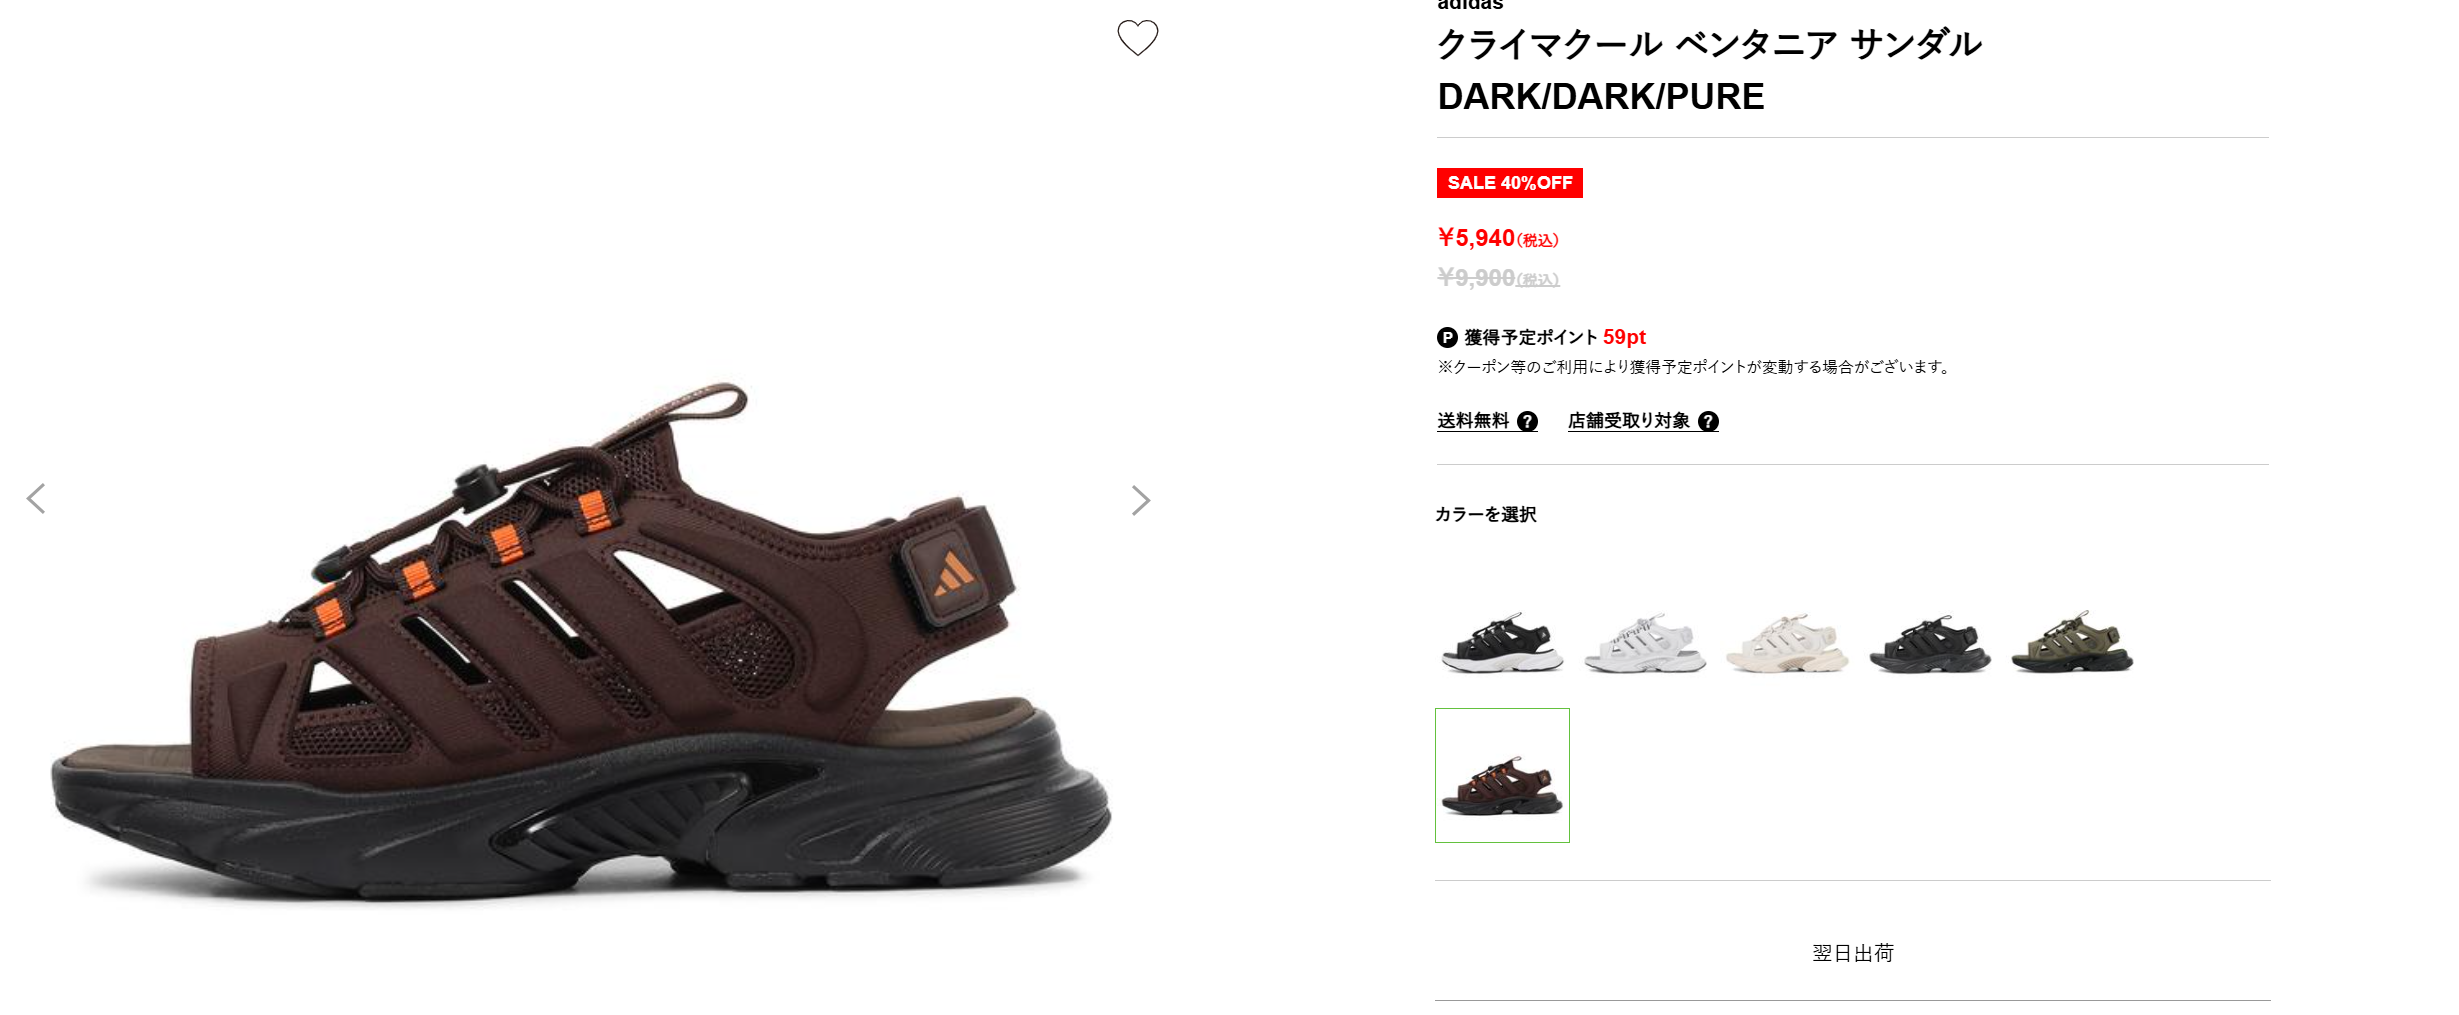 adidas
クライマクール ベンタニア サンダル
DARK/DARK/PURE
SALE 40%OFF
¥5,940(税込)
¥9,900(税込)
P 獲得予定ポイント 59pt
※クーポン等のご利用により獲得予定ポイントが変動する場合がございます。
送料無料 ? 店舗受取り対象 ?
カラーを選択
翌日出荷